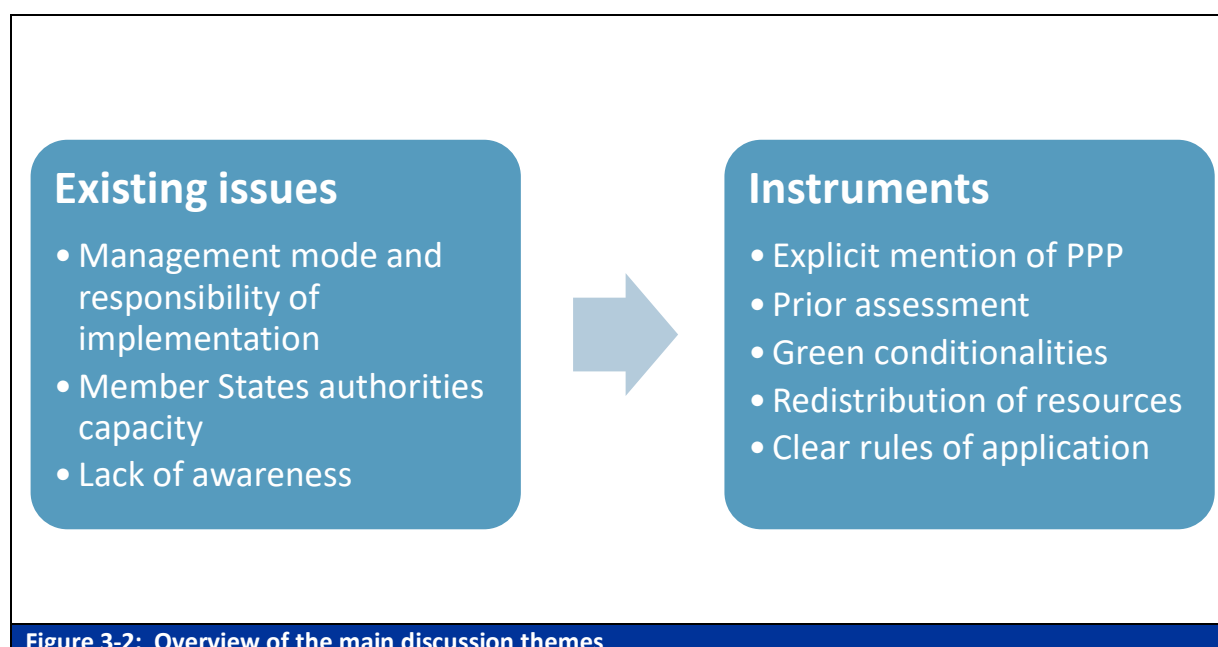 Existing issues
• Management mode and
responsibility of
implementation
• Member States authorities
capacity
• Lack of awareness
Instruments
• Explicit mention of PPP
• Prior assessment
• Green conditionalities
• Redistribution of resources
• Clear rules of application
Figure 3-2: Overview of the main discussion themes